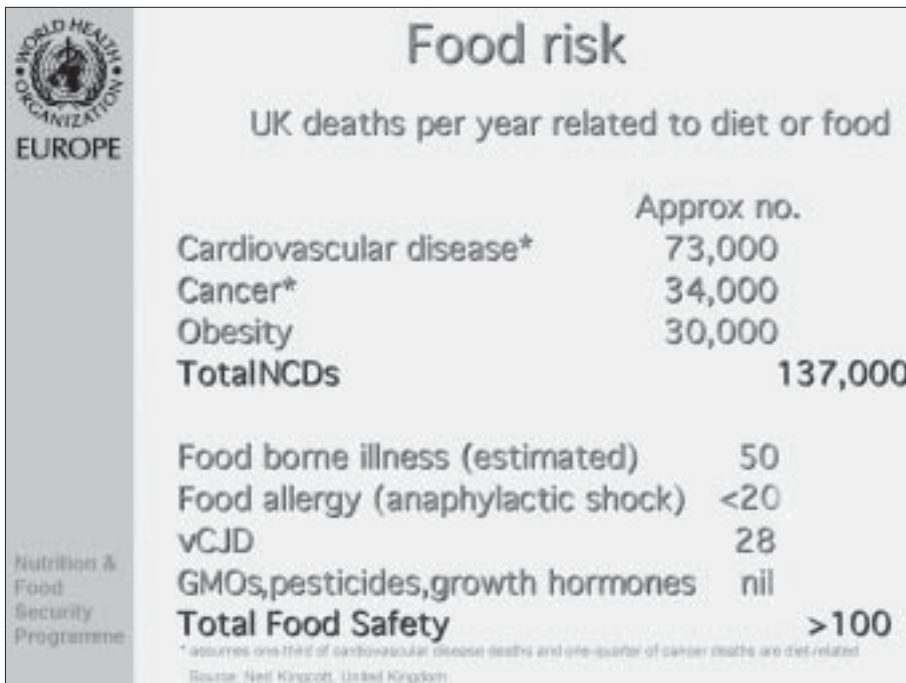 WORLD HEALTH ORGANIZATION
EUROPE
Food risk
UK deaths per year related to diet or food
Approx no.
Cardiovascular disease* 73,000
Cancer* 34,000
Obesity 30,000
TotalNCDs 137,000
Food borne illness (estimated) 50
Food allergy (anaphylactic shock) <20
vCJD 28
GMOs,pesticides,growth hormones nil
Total Food Safety >100
* assumes one-third of cardiovascular disease deaths and one-quarter of cancer deaths are diet-related
Source: Kingcott, United Kingdom
Nutrition &
Food
Security
Programme